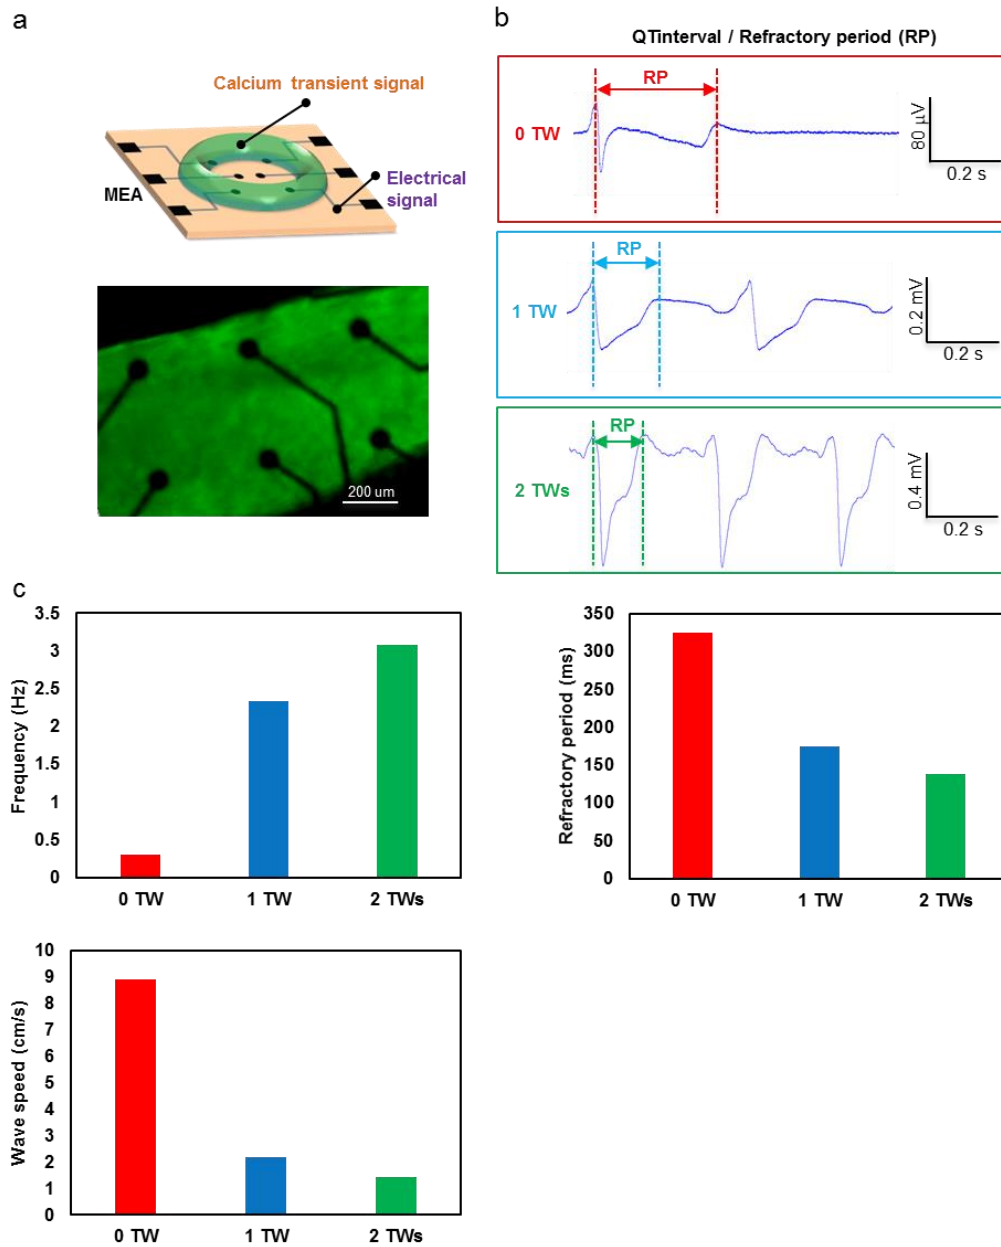 a
Calcium transient signal
MEA
Electrical
signal
200 um
b
QTinterval / Refractory period (RP)
RP
0 TW
80 µV
0.2 s
RP
1 TW
0.2 mV
0.2 s
RP
2 TWs
0.4 mV
0.2 s
c
Frequency (Hz)
3.5
3
2.5
2
1.5
1
0.5
0
0 TW
1 TW
2 TWs
Refractory period (ms)
350
300
250
200
150
100
50
0
0 TW
1 TW
2 TWs
Wave speed (cm/s)
10
9
8
7
6
5
4
3
2
1
0
0 TW
1 TW
2 TWs